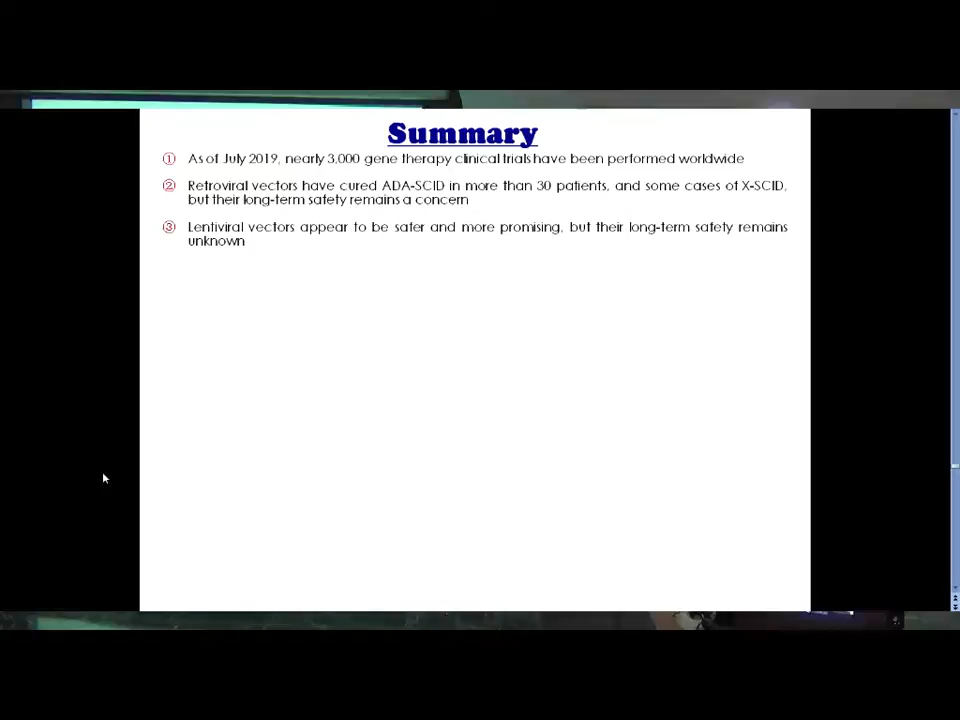 Summary
① As of July 2019, nearly 3,000 gene therapy clinical trials have been performed worldwide
② Retroviral vectors have cured ADA-SCID in more than 30 patients, and some cases of X-SCID,
but their long-term safety remains a concern
③ Lentiviral vectors appear to be safer and more promising, but their long-term safety remains
unknown